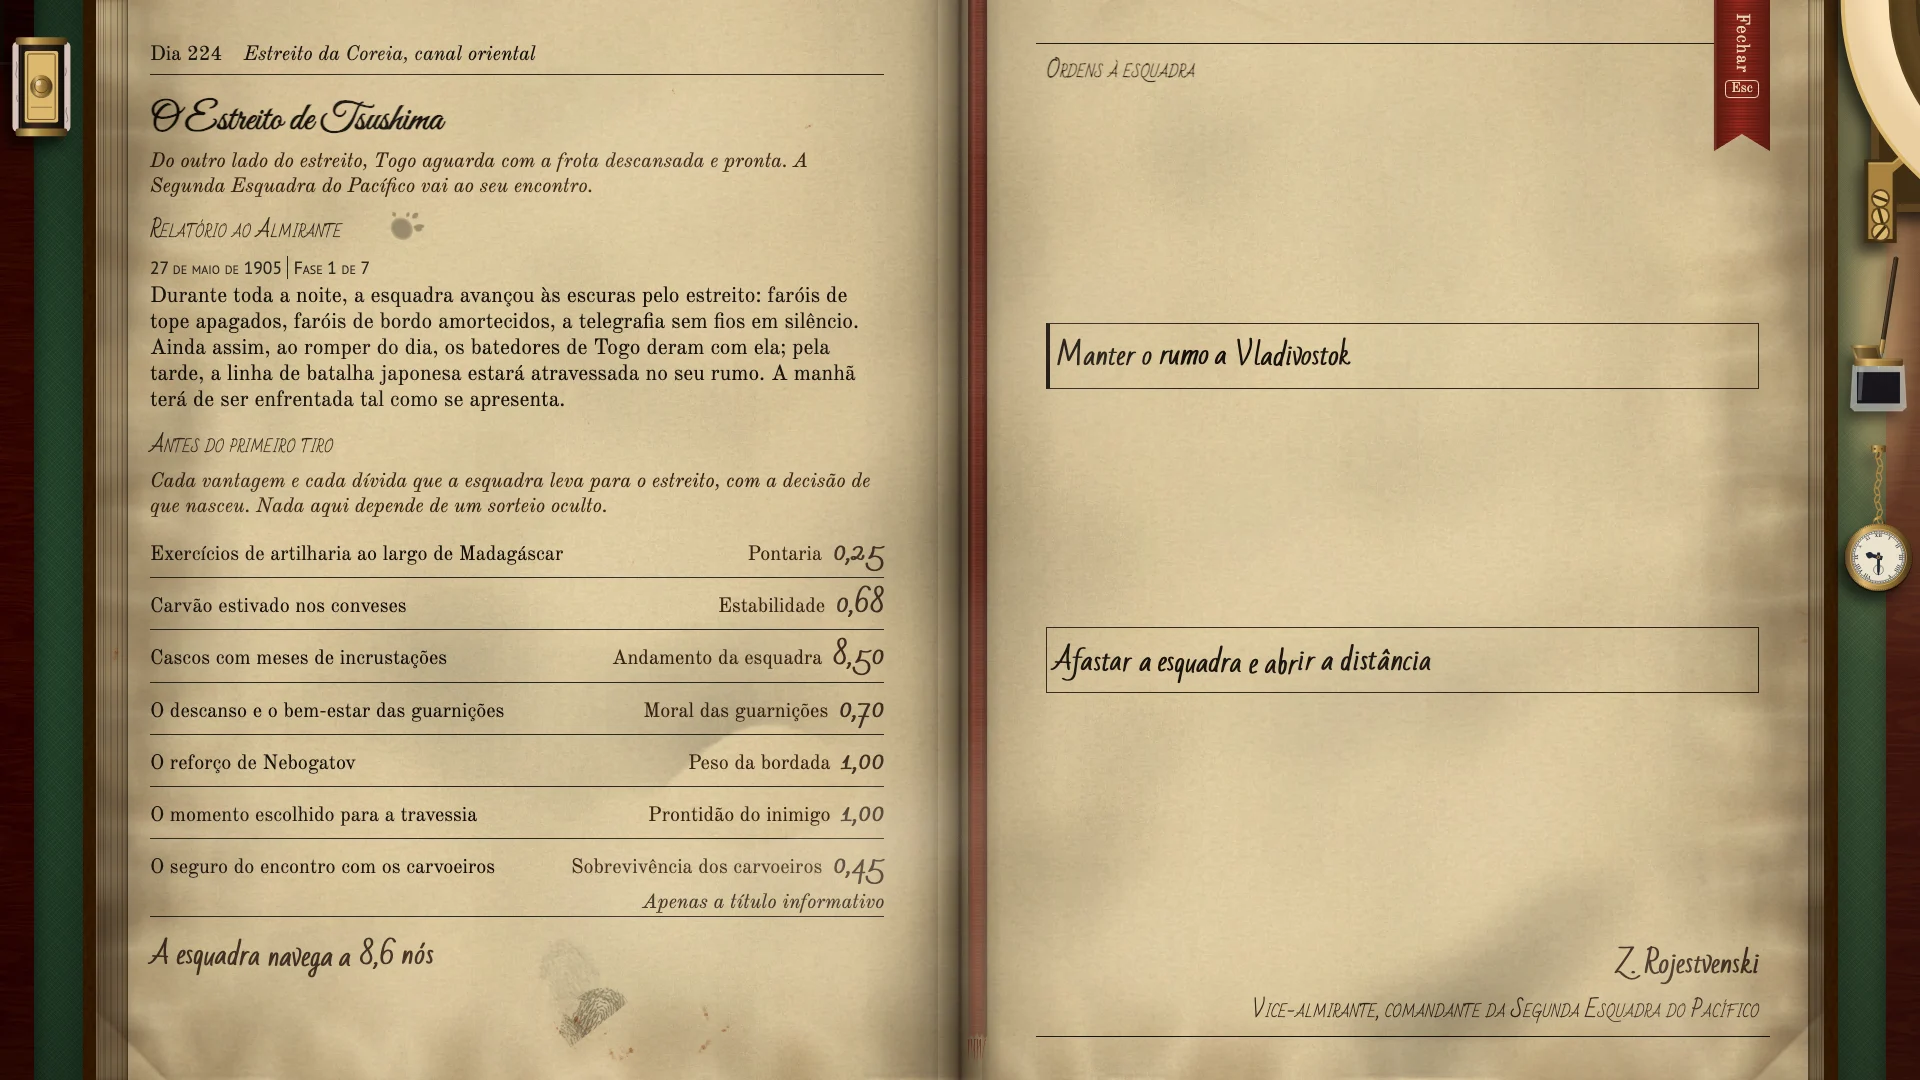 Dia 224 Estreito da Coreia, canal oriental
O Estreito de Tsushima
Do outro lado do estreito, Togo aguarda com a frota descansada e pronta. A
Segunda Esquadra do Pacífico vai ao seu encontro.
Relatório ao Almirante
27 de maio de 1905 | Fase 1 de 7
Durante toda a noite, a esquadra avançou às escuras pelo estreito: faróis de
tope apagados, faróis de bordo amortecidos, a telegrafia sem fios em silêncio.
Ainda assim, ao romper do dia, os batedores de Togo deram com ela; pela
tarde, a linha de batalha japonesa estará atravessada no seu rumo. A manhã
terá de ser enfrentada tal como se apresenta.
Antes do primeiro tiro
Cada vantagem e cada dívida que a esquadra leva para o estreito, com a decisão de
que nasceu. Nada aqui depende de um sorteio oculto.
Exercícios de artilharia ao largo de Madagáscar Pontaria 0,25
Carvão estivado nos conveses Estabilidade 0,68
Cascos com meses de incrustações Andamento da esquadra 8,50
O descanso e o bem-estar das guarnições Moral das guarnições 0,70
O reforço de Nebogatov Peso da bordada 1,00
O momento escolhido para a travessia Prontidão do inimigo 1,00
O seguro do encontro com os carvoeiros Sobrevivência dos carvoeiros 0,45
Apenas a título informativo
A esquadra navega a 8,6 nós
Ordens à esquadra
Manter o rumo a Vladivostok
Afastar a esquadra e abrir a distância
Z. Rojestvenski
Vice-almirante, comandante da Segunda Esquadra do Pacífico
Fechar
Esc